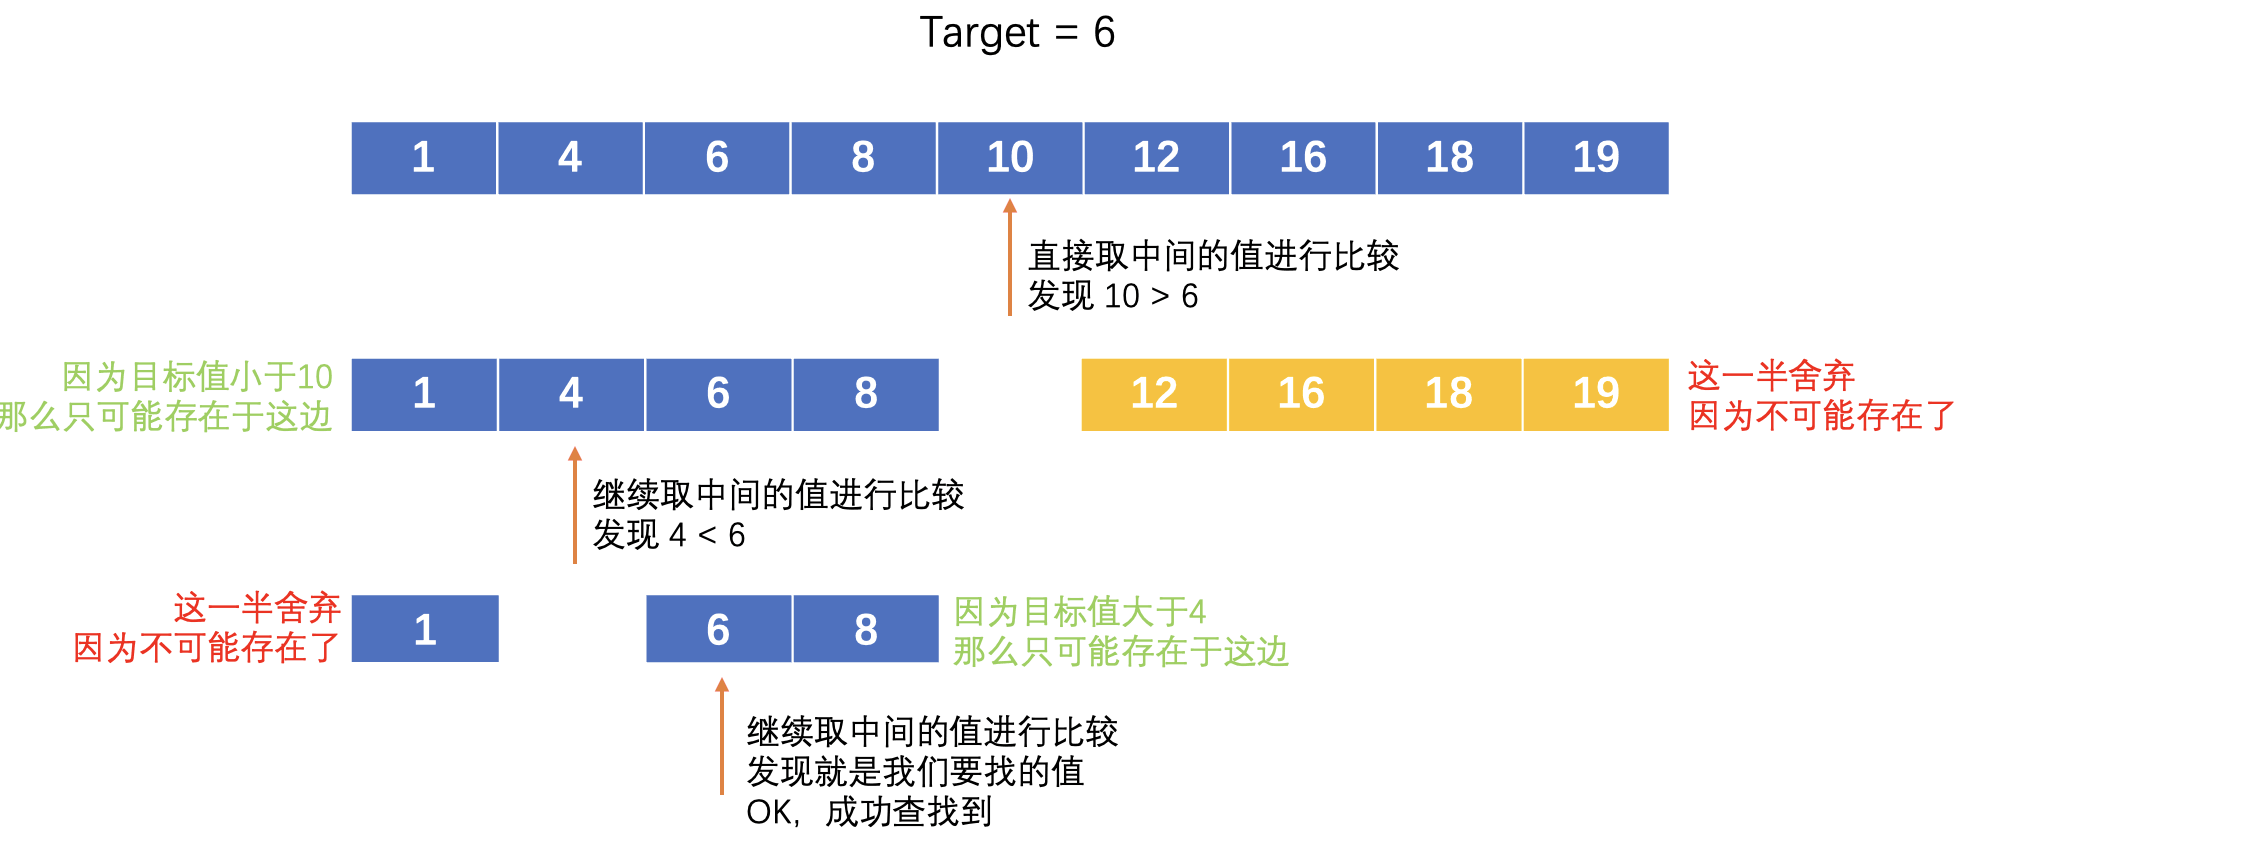 Target = 6
1 4 6 8 10 12 16 18 19
直接取中间的值进行比较
发现 10 > 6
因为目标值小于10
那么只可能存在于这边
1 4 6 8
12 16 18 19
这一半舍弃
因为不可能存在了
继续取中间的值进行比较
发现 4 < 6
这一半舍弃
因为不可能存在了
1
6 8
因为目标值大于4
那么只可能存在于这边
继续取中间的值进行比较
发现就是我们要找的值
OK，成功查找到